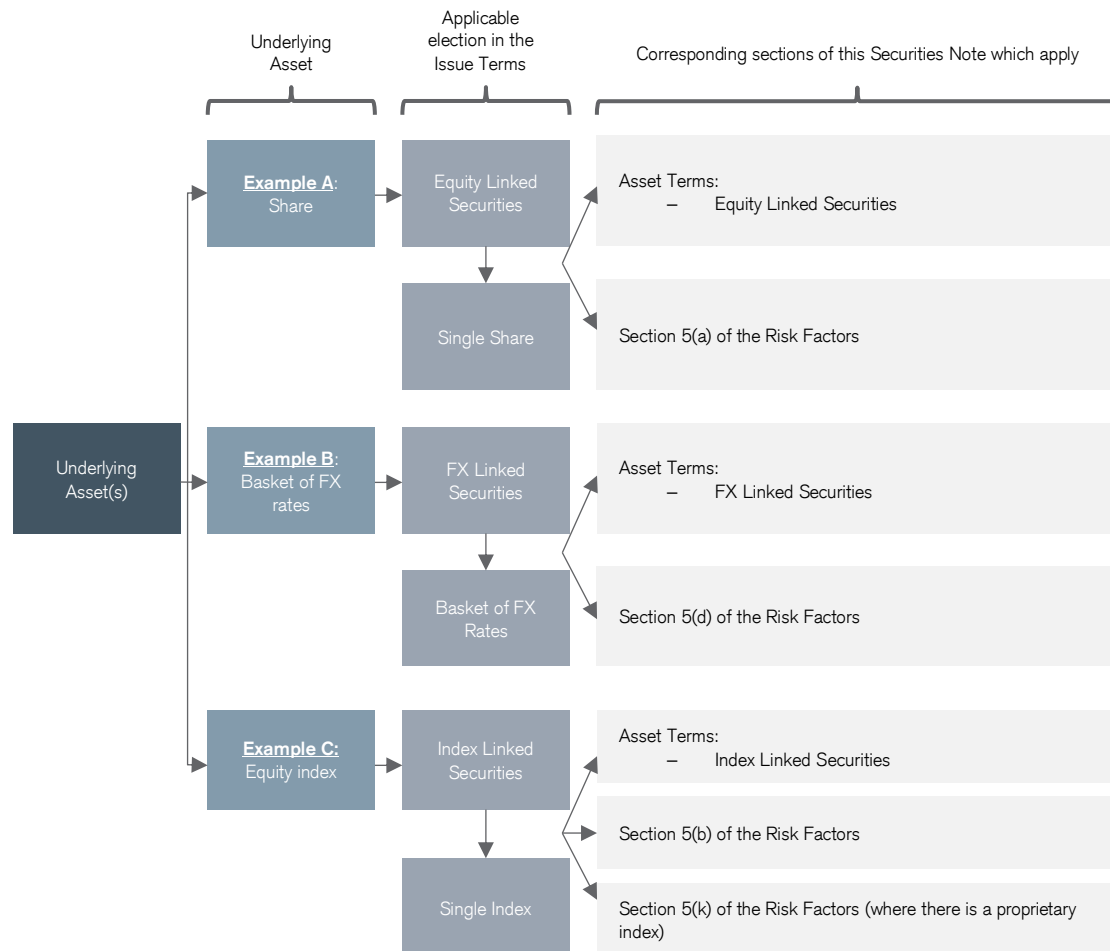 Underlying
Asset
Applicable
election in the
Issue Terms
Corresponding sections of this Securities Note which apply
Underlying
Asset(s)
Example A:
Share
Equity Linked
Securities
Single Share
Asset Terms:
– Equity Linked Securities
Section 5(a) of the Risk Factors
Example B:
Basket of FX
rates
FX Linked
Securities
Basket of FX
Rates
Asset Terms:
– FX Linked Securities
Section 5(d) of the Risk Factors
Example C:
Equity index
Index Linked
Securities
Single Index
Asset Terms:
– Index Linked Securities
Section 5(b) of the Risk Factors
Section 5(k) of the Risk Factors (where there is a proprietary
index)